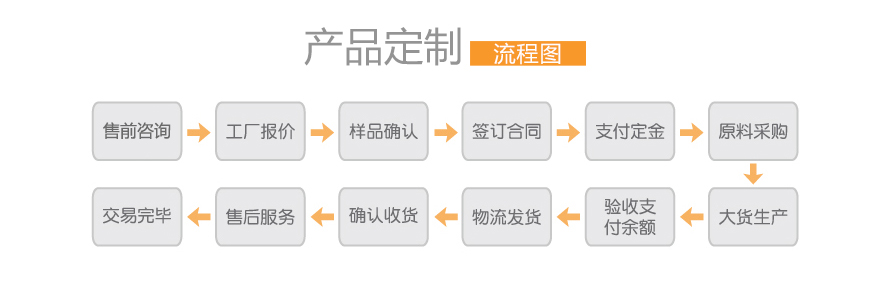 产品定制 流程图
售前咨询
工厂报价
样品确认
签订合同
支付定金
原料采购
大货生产
验收支
付余额
物流发货
确认收货
售后服务
交易完毕